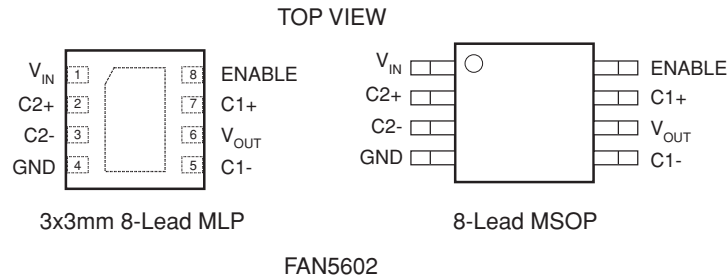 TOP VIEW
VIN 1 8 ENABLE
C2+ 2 7 C1+
C2- 3 6 VOUT
GND 4 5 C1-
3x3mm 8-Lead MLP
VIN ENABLE
C2+ C1+
C2- VOUT
GND C1-
8-Lead MSOP
FAN5602